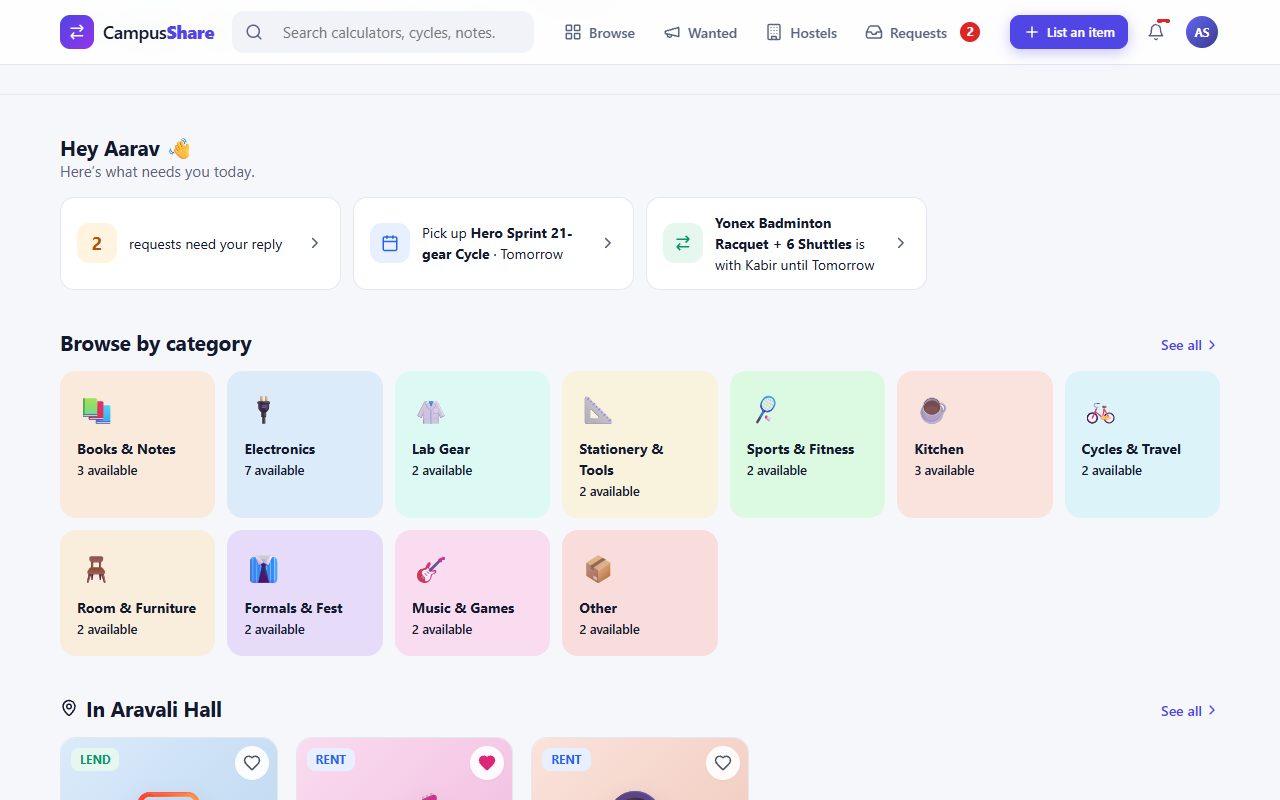 CampusShare
Search calculators, cycles, notes.
Browse
Wanted
Hostels
Requests
2
List an item
AS
Hey Aarav 👋
Here's what needs you today.
2
requests need your reply
Pick up Hero Sprint 21-
gear Cycle · Tomorrow
Yonex Badminton
Racquet + 6 Shuttles is
with Kabir until Tomorrow
Browse by category
See all
Books & Notes
3 available
Electronics
7 available
Lab Gear
2 available
Stationery &
Tools
2 available
Sports & Fitness
2 available
Kitchen
3 available
Cycles & Travel
2 available
Room & Furniture
2 available
Formals & Fest
2 available
Music & Games
2 available
Other
2 available
In Aravali Hall
See all
LEND
RENT
RENT